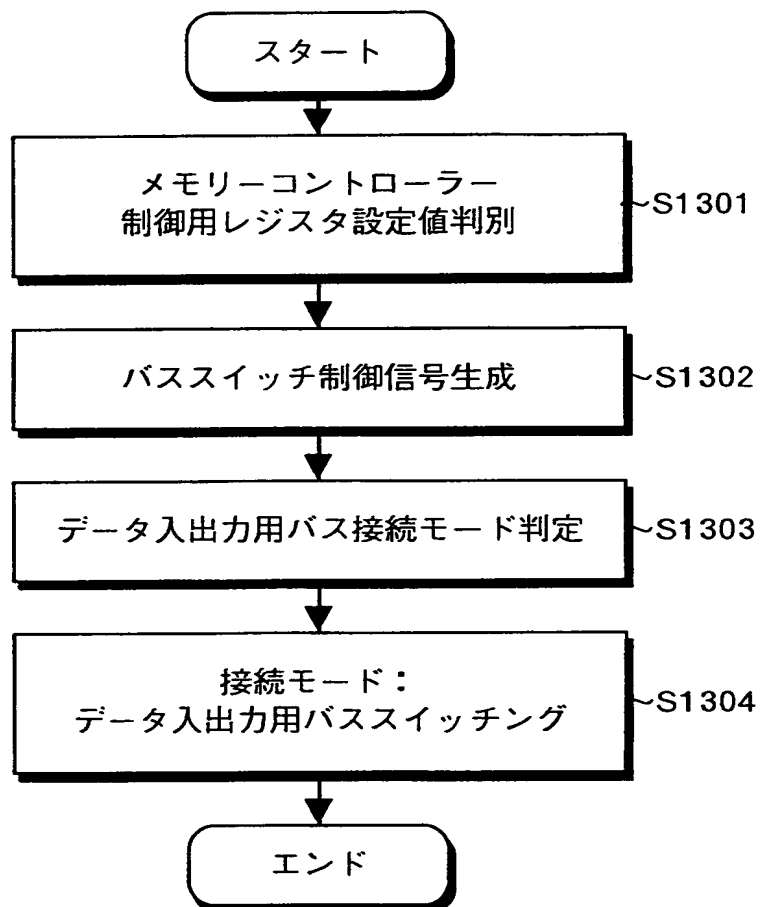 スタート
メモリーコントローラー
制御用レジスタ設定値判別
S1301
バススイッチ制御信号生成
S1302
データ入出力用バス接続モード判定
S1303
接続モード：
データ入出力用バススイッチング
S1304
エンド